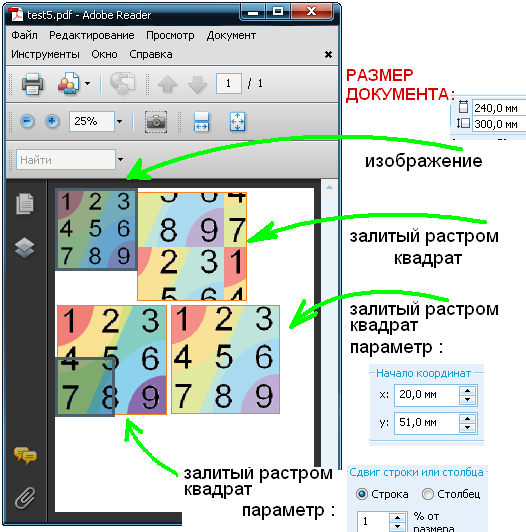 test5.pdf - Adobe Reader
Файл Редактирование Просмотр Документ
Инструменты Окно Справка
1 / 1
25%
Найти
РАЗМЕР
ДОКУМЕНТА:
240,0 мм
300,0 мм
изображение
залитый растром
квадрат
залитый растром
квадрат
параметр :
Начало координат
x: 20,0 мм
y: 51,0 мм
залитый растром
квадрат
параметр :
Сдвиг строки или столбца
Строка Столбец
1 % от
размера
1 2 3
4 5 6
7 8 9
4
8 9 7
2 3 1
5 6 4
1 2 3
4 5 6
7 8 9
1 2 3
4 5 6
7 8 9